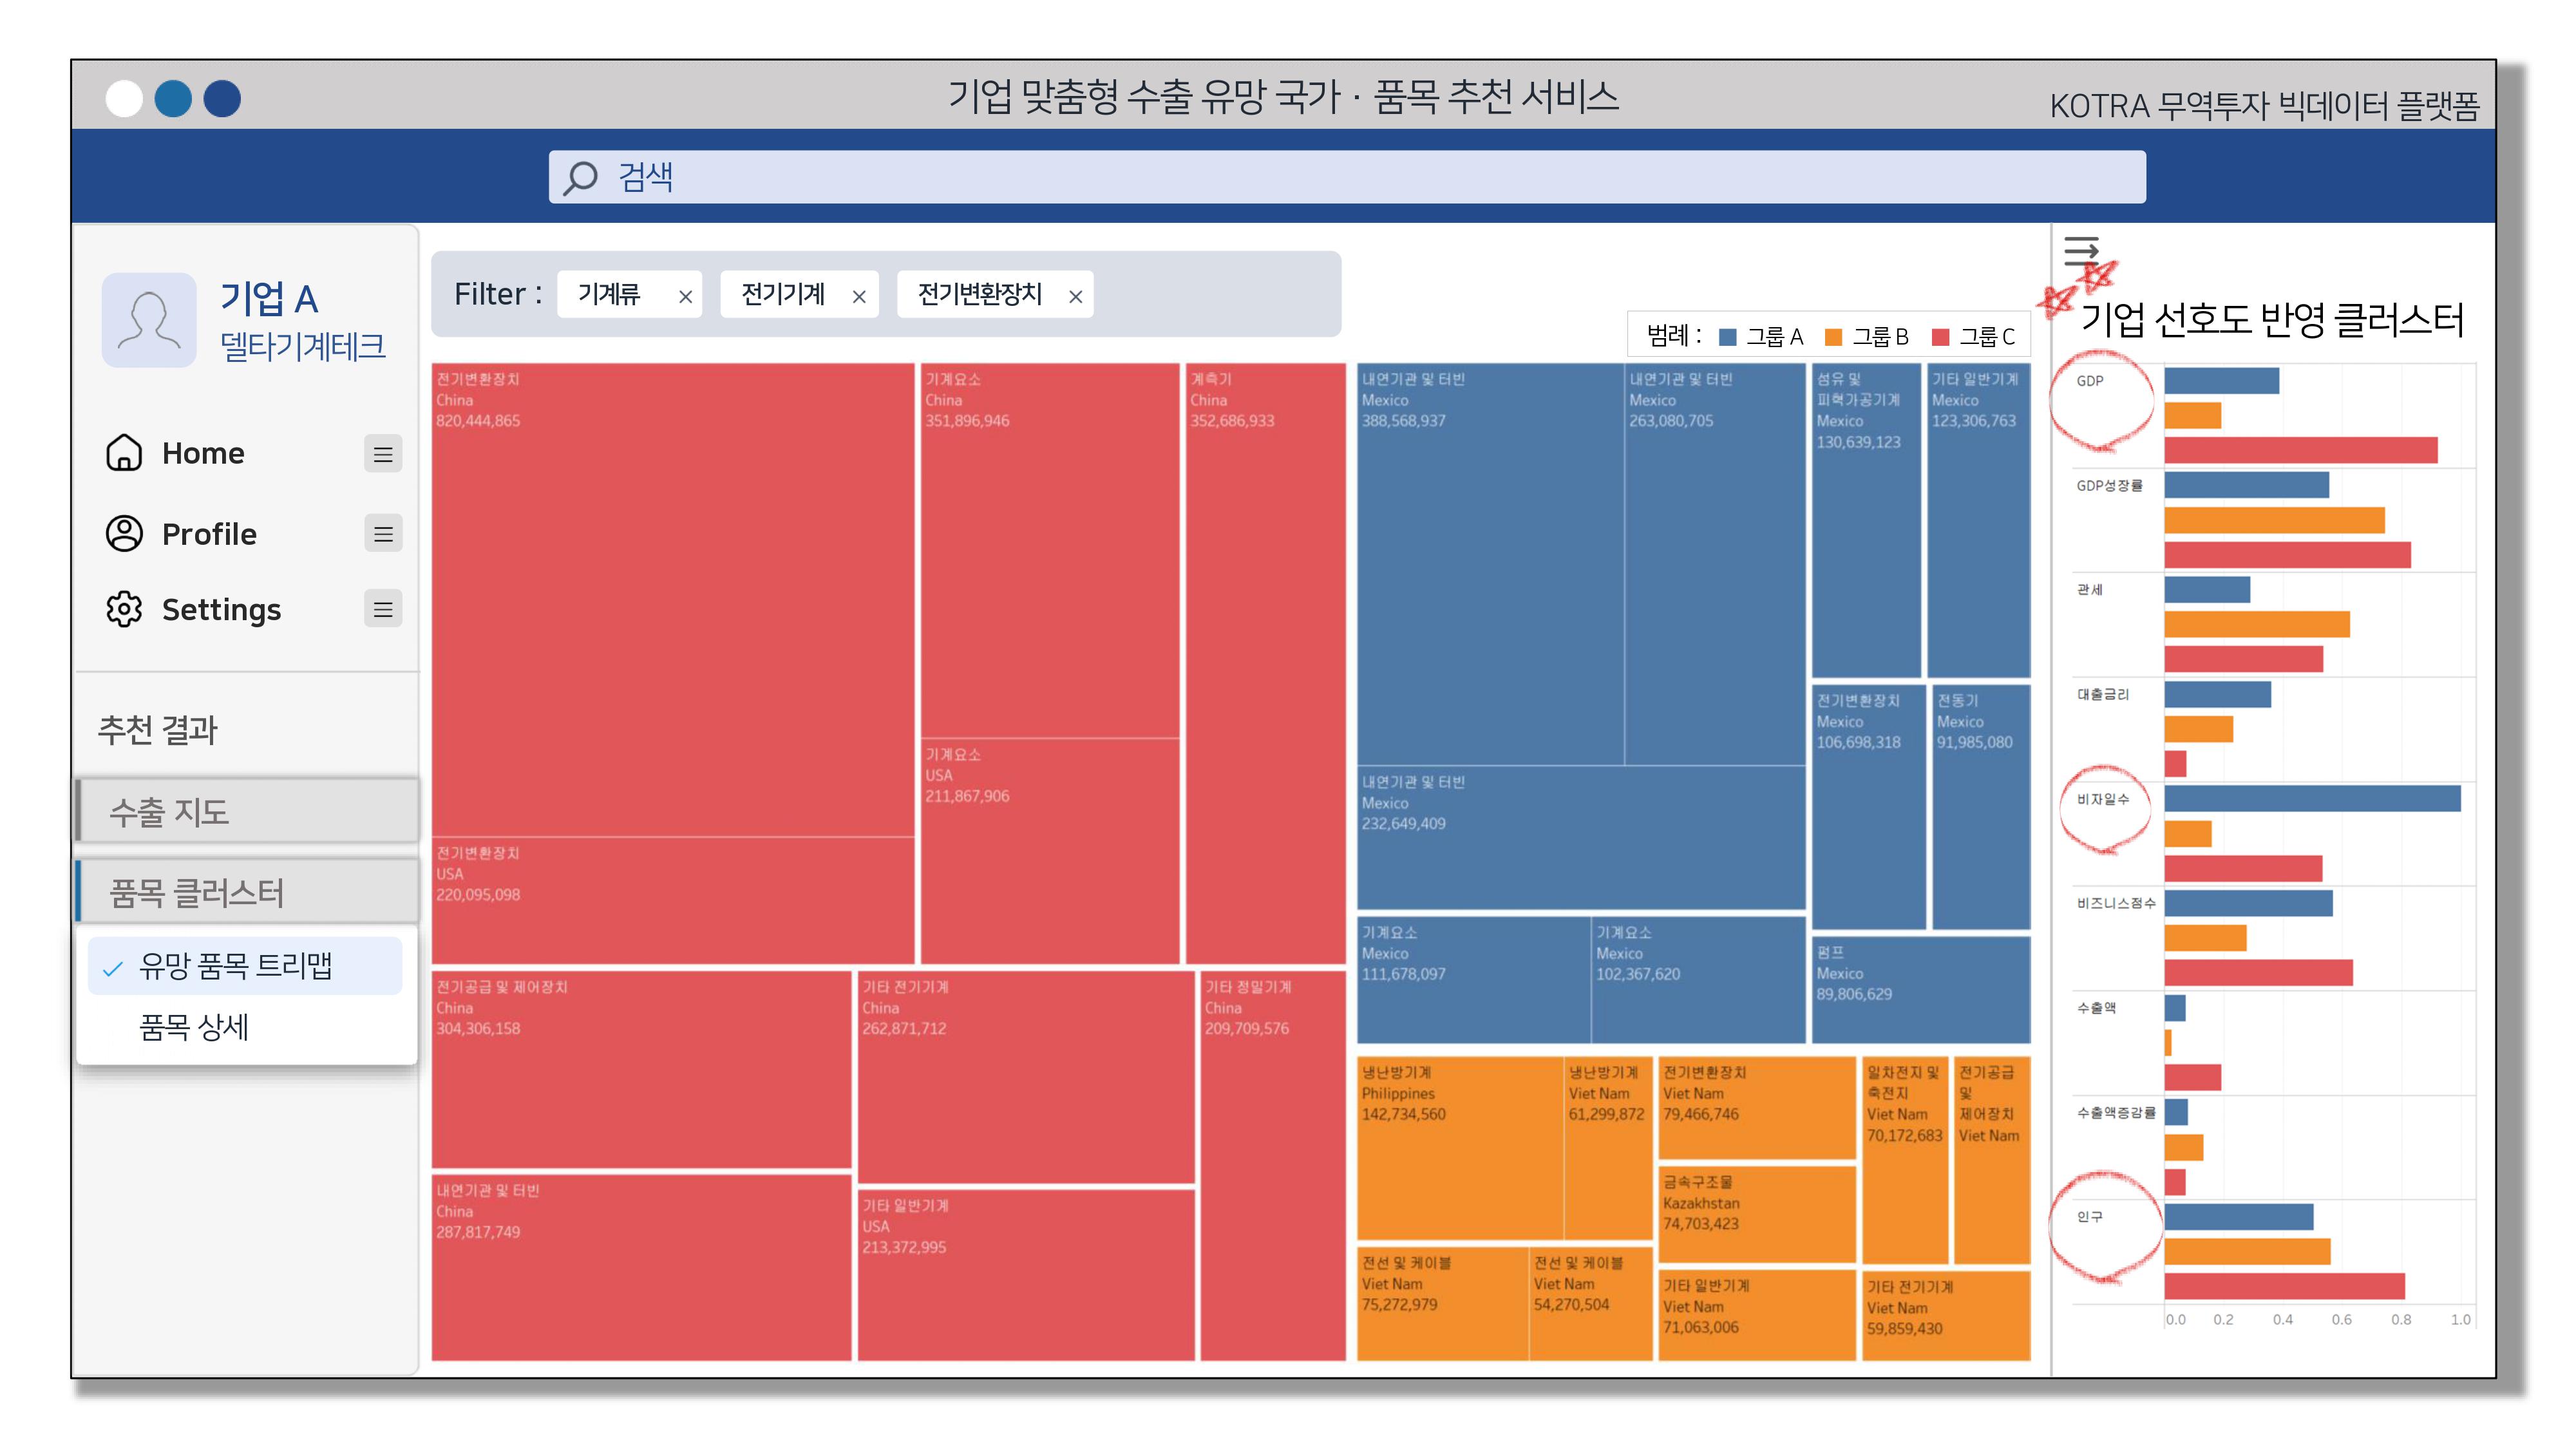 기업 맞춤형 수출 유망 국가 · 품목 추천 서비스
KOTRA 무역투자 빅데이터 플랫폼
검색
기업 A
델타기계테크
Home
Profile
Settings
추천 결과
수출 지도
품목 클러스터
유망 품목 트리맵
품목 상세
Filter :
기계류 ×
전기기계 ×
전기변환장치 ×
범례 : 그룹 A 그룹 B 그룹 C
전기변환장치
China
820,444,865
전기변환장치
USA
220,095,098
기계요소
China
351,896,946
기계요소
USA
211,867,906
계측기
China
352,686,933
전기공급 및 제어장치
China
304,306,158
내연기관 및 터빈
China
287,817,749
기타 전기기계
China
262,871,712
기타 일반기계
USA
213,372,995
기타 정밀기계
China
209,709,576
내연기관 및 터빈
Mexico
388,568,937
내연기관 및 터빈
Mexico
263,080,705
내연기관 및 터빈
Mexico
232,649,409
기계요소
Mexico
111,678,097
기계요소
Mexico
102,367,620
섬유 및
피혁가공기계
Mexico
130,639,123
기타 일반기계
Mexico
123,306,763
전기변환장치
Mexico
106,698,318
전동기
Mexico
91,985,080
펌프
Mexico
89,806,629
냉난방기계
Philippines
142,734,560
냉난방기계
Viet Nam
61,299,872
전선 및 케이블
Viet Nam
75,272,979
전선 및 케이블
Viet Nam
54,270,504
전기변환장치
Viet Nam
79,466,746
금속구조물
Kazakhstan
74,703,423
기타 일반기계
Viet Nam
71,063,006
일차전지 및
축전지
Viet Nam
70,172,683
전기공급
및
제어장치
Viet Nam
기타 전기기계
Viet Nam
59,859,430
기업 선호도 반영 클러스터
GDP
GDP성장률
관세
대출금리
비자일수
비즈니스점수
수출액
수출액증감률
인구
0.0 0.2 0.4 0.6 0.8 1.0